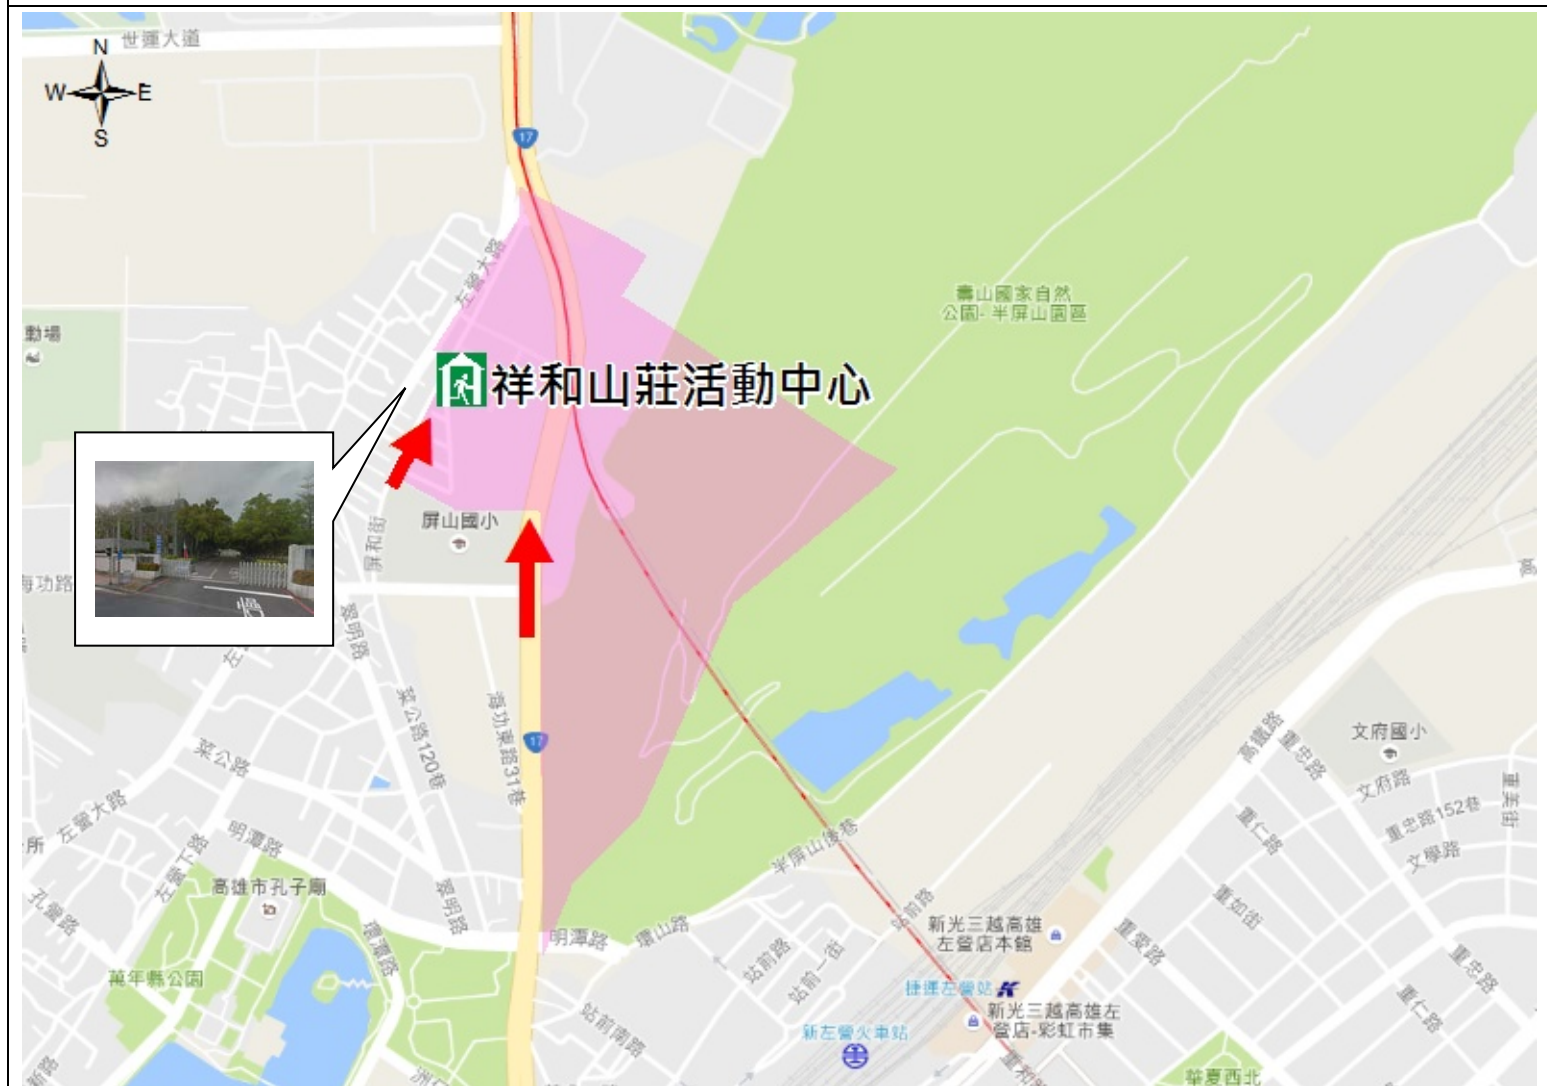 N
世運大道
W
E
S
17
左營大路
壽山國家自然
公園-半屏山園區
動場
祥和山莊活動中心
屏山國小
屏和街
海功路
翠明路
菜公路120巷
海功東路31巷
17
高鐵路
重忠路
文府國小
文府路
重忠路152巷
文學路
重美街
菜公路
左營大路
所
明潭路
左營下路
重仁路
半屏山後巷
高雄市孔子廟
孔營路
翠明路
環潭路
明潭路
環山路
站前路
站前路
站前一街
新光三越高雄
左營店本館
重愛路
重如街
重忠路
萬年縣公園
捷運左營站
新光三越高雄左
營店-彩虹市集
重仁路
站前南路
新左營火車站
華夏西北